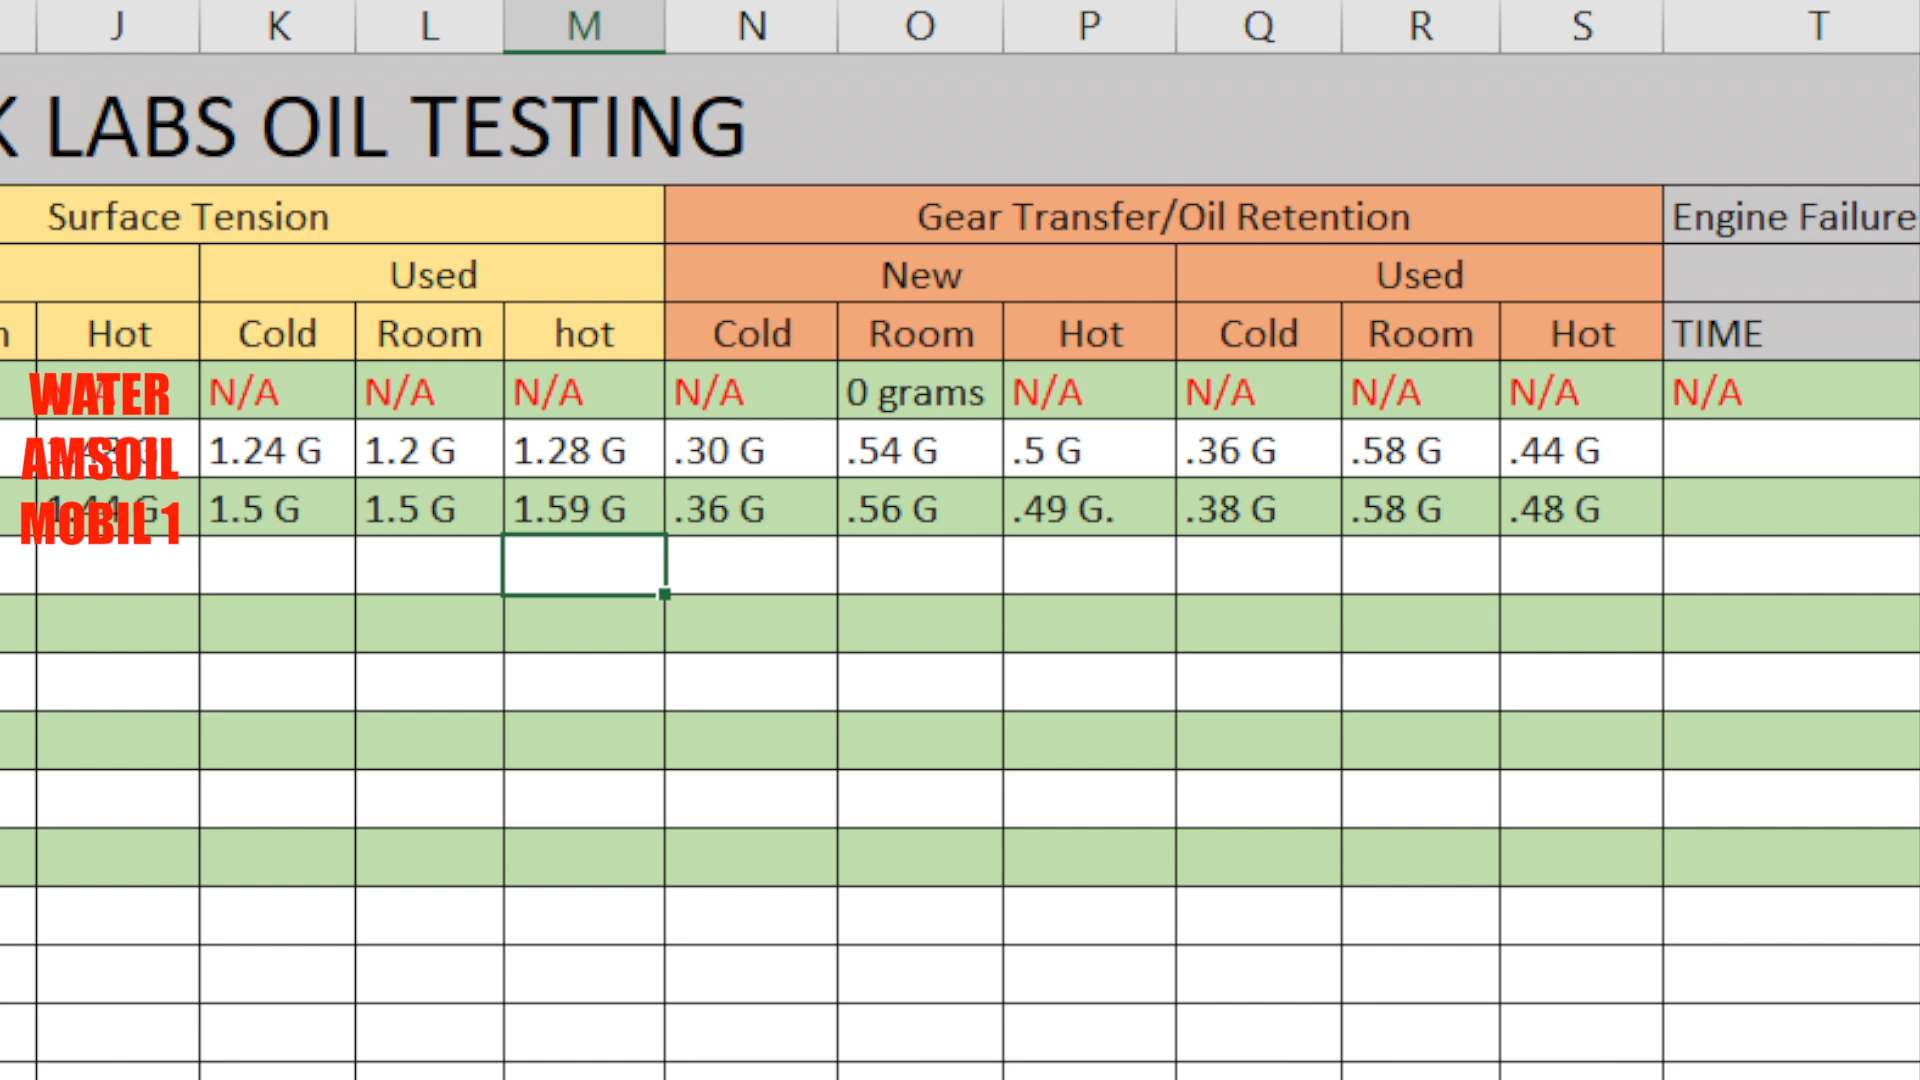 J K L M N O P Q R S T
K LABS OIL TESTING
Surface Tension Gear Transfer/Oil Retention Engine Failure
Used New Used
Hot Cold Room hot Cold Room Hot Cold Room Hot TIME
WATER N/A N/A N/A N/A 0 grams N/A N/A N/A N/A N/A
AMSOIL 1.24 G 1.2 G 1.28 G .30 G .54 G .5 G .36 G .58 G .44 G
MOBIL 1 1.44 G 1.5 G 1.5 G 1.59 G .36 G .56 G .49 G. .38 G .58 G .48 G